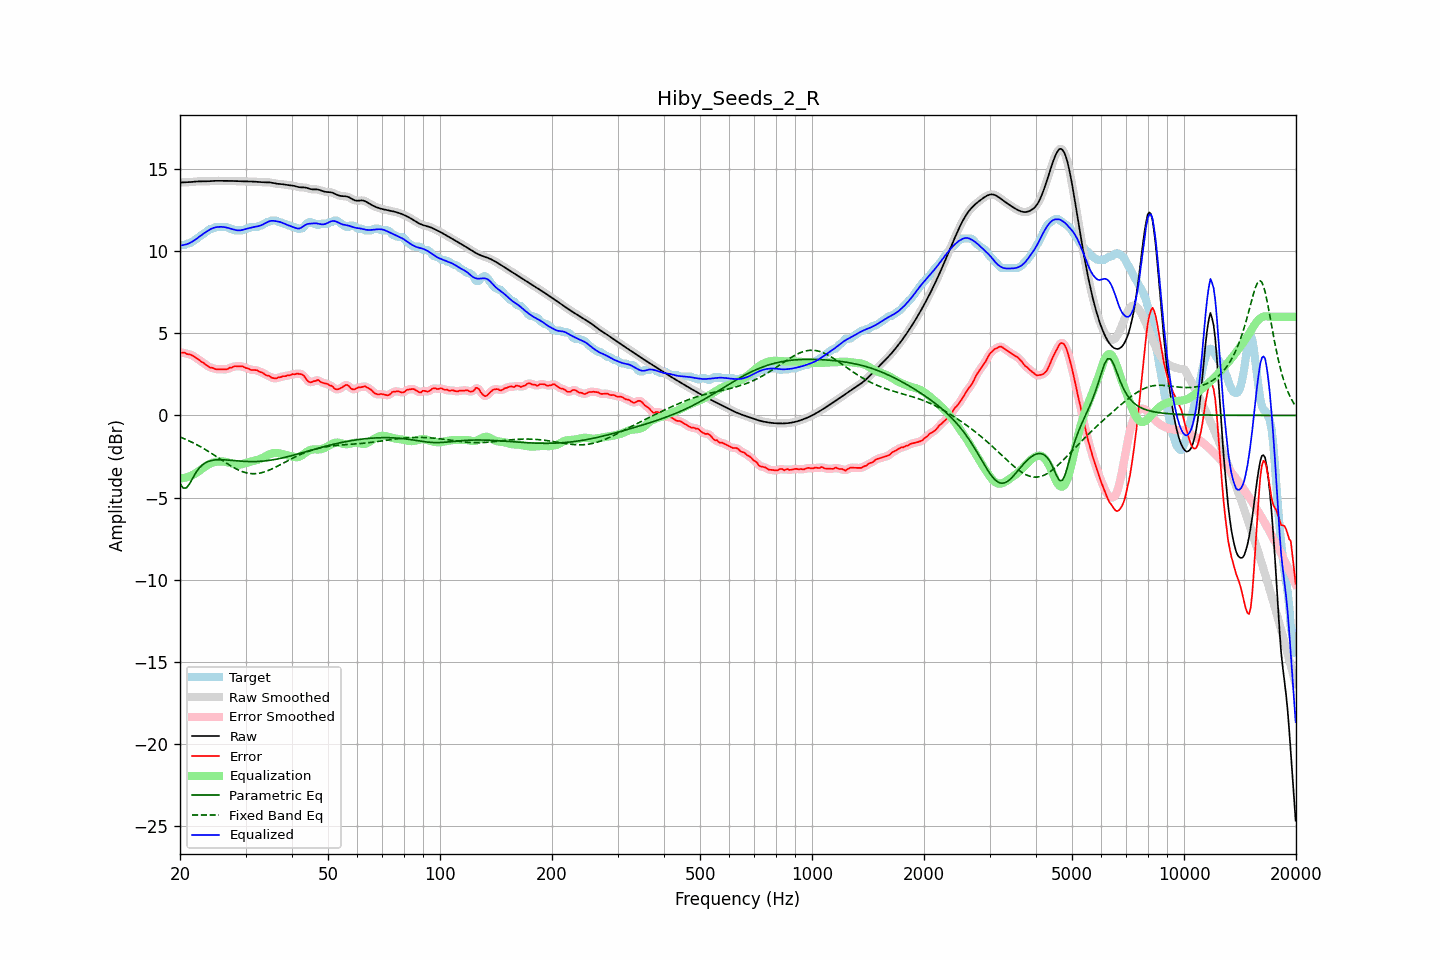 Hiby_Seeds_2_R
15
10
5
0
−5
−10
−15
−20
−25
Amplitude (dBr)
Target
Raw Smoothed
Error Smoothed
Raw
Error
Equalization
Parametric Eq
Fixed Band Eq
Equalized
20 50 100 200 500 1000 2000 5000 10000 20000
Frequency (Hz)